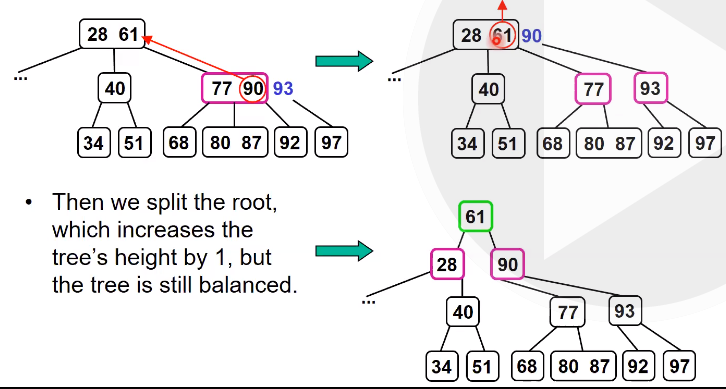 28 61
28 61 90
...
...
40
77 90 93
40
77
93
34 51 68 80 87 92 97
34 51 68 80 87 92 97
• Then we split the root,
which increases the
tree's height by 1, but
the tree is still balanced.
61
28
90
...
40
77
93
34 51 68 80 87 92 97